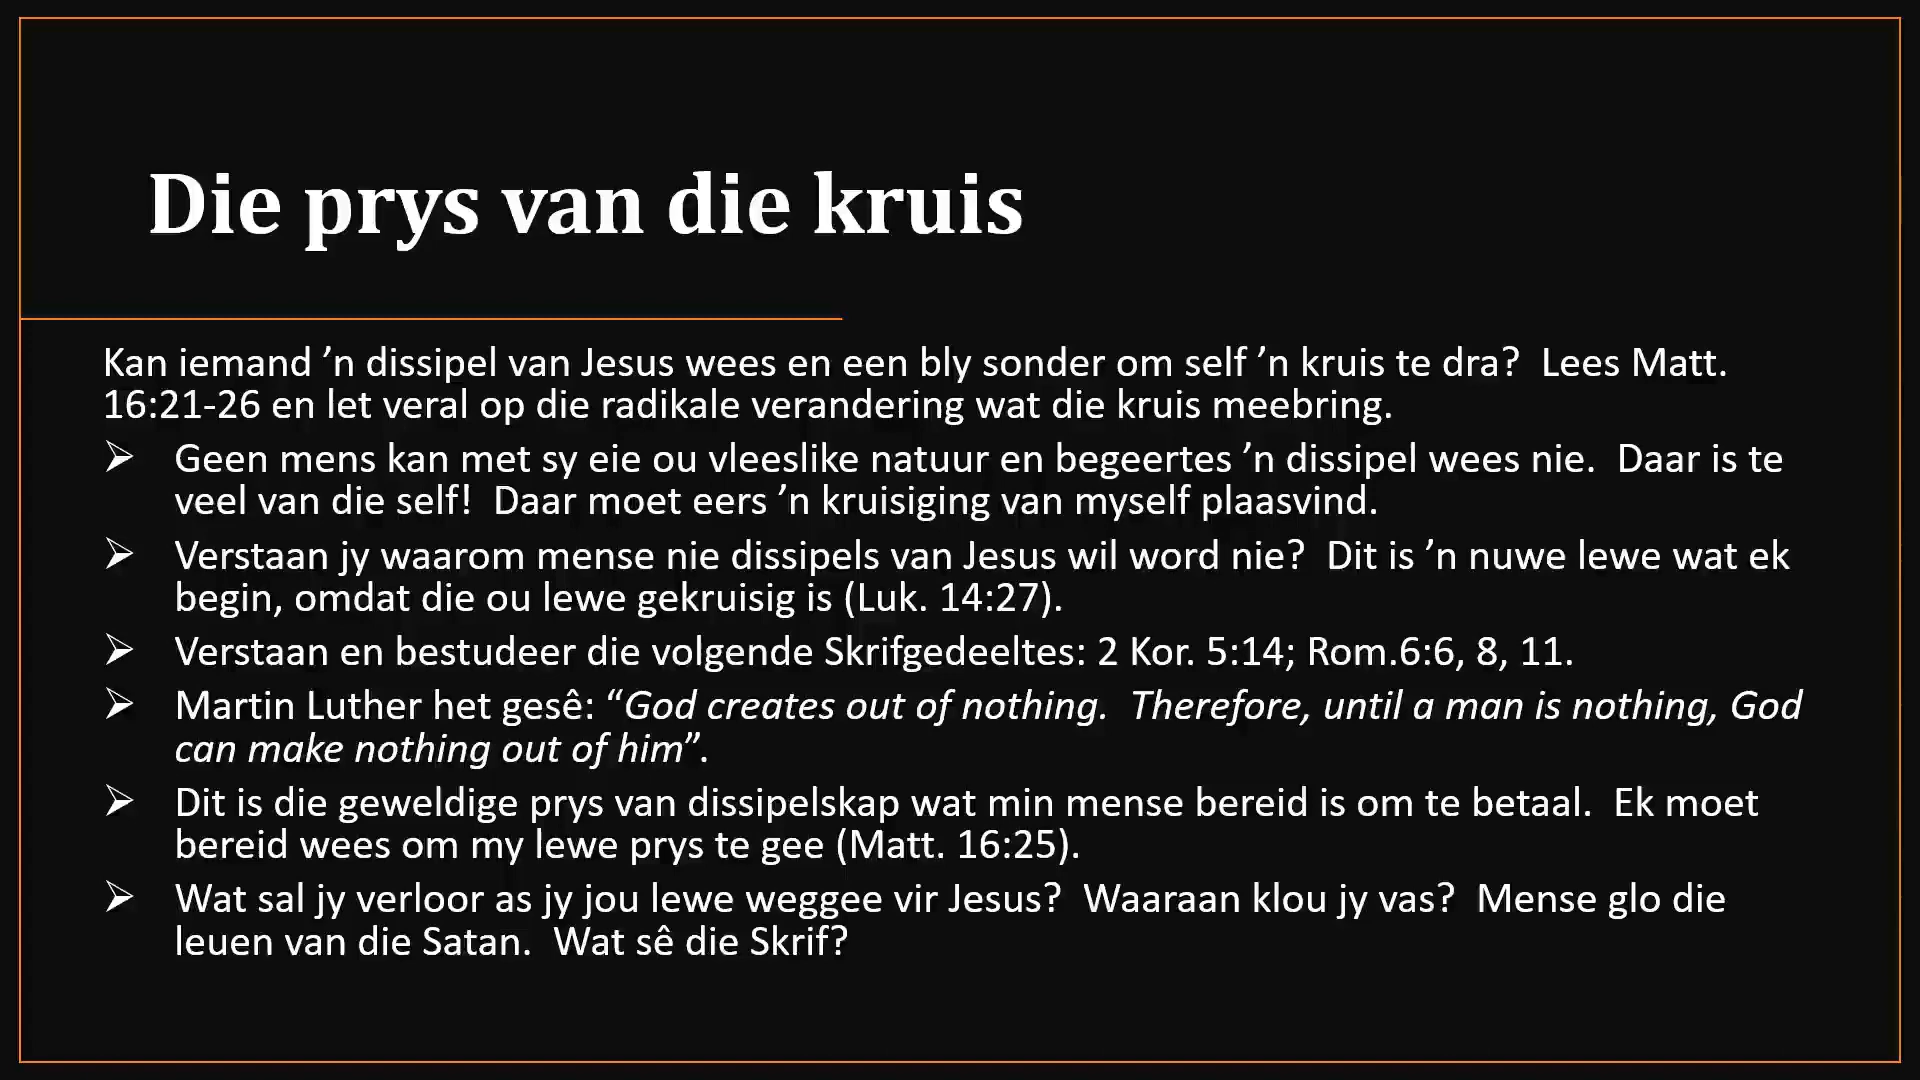 Die prys van die kruis
Kan iemand ’n dissipel van Jesus wees en een bly sonder om self ’n kruis te dra?  Lees Matt.
16:21-26 en let veral op die radikale verandering wat die kruis meebring.
➢ Geen mens kan met sy eie ou vleeslike natuur en begeertes ’n dissipel wees nie.  Daar is te
veel van die self!  Daar moet eers ’n kruisiging van myself plaasvind.
➢ Verstaan jy waarom mense nie dissipels van Jesus wil word nie?  Dit is ’n nuwe lewe wat ek
begin, omdat die ou lewe gekruisig is (Luk. 14:27).
➢ Verstaan en bestudeer die volgende Skrifgedeeltes: 2 Kor. 5:14; Rom.6:6, 8, 11.
➢ Martin Luther het gesê: “God creates out of nothing.  Therefore, until a man is nothing, God
can make nothing out of him”.
➢ Dit is die geweldige prys van dissipelskap wat min mense bereid is om te betaal.  Ek moet
bereid wees om my lewe prys te gee (Matt. 16:25).
➢ Wat sal jy verloor as jy jou lewe weggee vir Jesus?  Waaraan klou jy vas?  Mense glo die
leuen van die Satan.  Wat sê die Skrif?